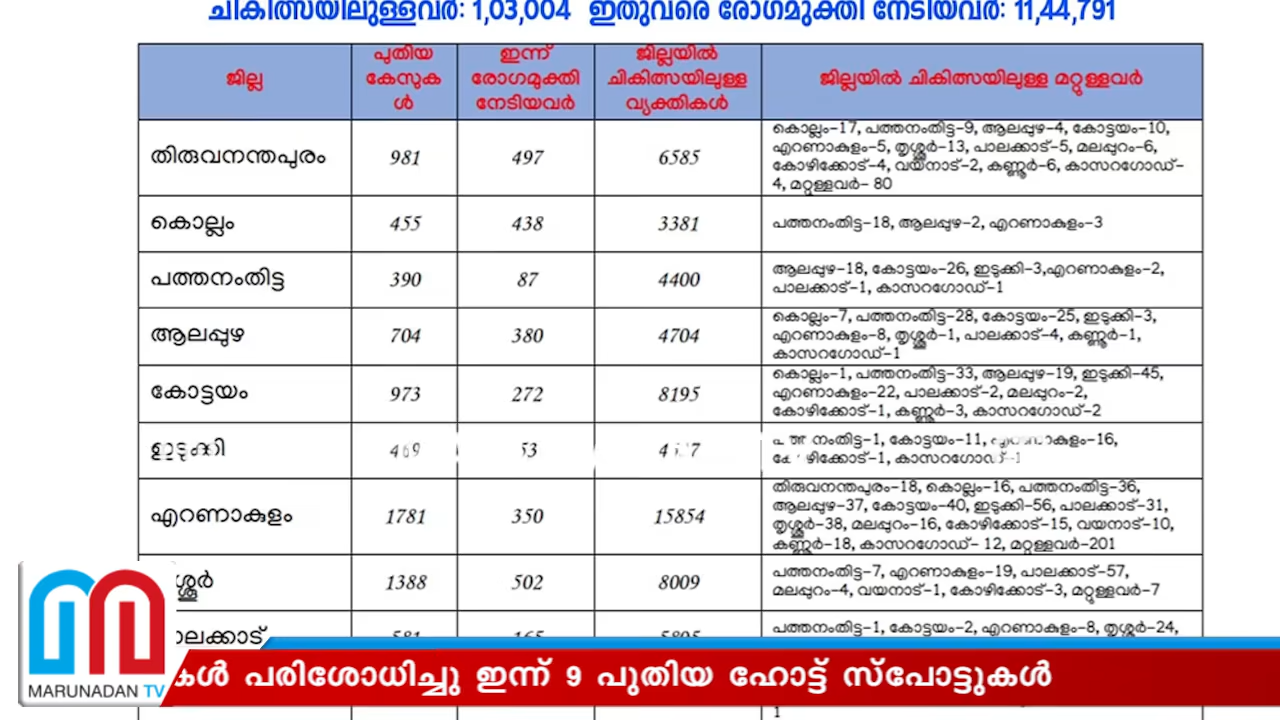 ചികിത്സയിലുള്ളവർ: 1,03,004 ഇതുവരെ രോഗമുക്തി നേടിയവർ: 11,44,791
ജില്ല
പുതിയ
കേസുക
ൾ
ഇന്ന്
രോഗമുക്തി
നേടിയവർ
ജില്ലയിൽ
ചികിത്സയിലുള്ള
വ്യക്തികൾ
ജില്ലയിൽ ചികിത്സയിലുള്ള മറ്റുള്ളവർ
തിരുവനന്തപുരം 981 497 6585
കൊല്ലം-17, പത്തനംതിട്ട-9, ആലപ്പുഴ-4, കോട്ടയം-10,
എറണാകുളം-5, തൃശ്ശൂർ-13, പാലക്കാട്-5, മലപ്പുറം-6,
കോഴിക്കോട്-4, വയനാട്-2, കണ്ണൂർ-6, കാസറഗോഡ്-
4, മറ്റുള്ളവർ- 80
കൊല്ലം 455 438 3381 പത്തനംതിട്ട-18, ആലപ്പുഴ-2, എറണാകുളം-3
പത്തനംതിട്ട 390 87 4400
ആലപ്പുഴ-18, കോട്ടയം-26, ഇടുക്കി-3,എറണാകുളം-2,
പാലക്കാട്-1, കാസറഗോഡ്-1
ആലപ്പുഴ 704 380 4704
കൊല്ലം-7, പത്തനംതിട്ട-28, കോട്ടയം-25, ഇടുക്കി-3,
എറണാകുളം-8, തൃശ്ശൂർ-1, പാലക്കാട്-4, കണ്ണൂർ-1,
കാസറഗോഡ്-1
കോട്ടയം 973 272 8195
കൊല്ലം-1, പത്തനംതിട്ട-33, ആലപ്പുഴ-19, ഇടുക്കി-45,
എറണാകുളം-22, പാലക്കാട്-2, മലപ്പുറം-2,
കോഴിക്കോട്-1, കണ്ണൂർ-3, കാസറഗോഡ്-2
ഇടുക്കി 469 53
പത്തനംതിട്ട-1, കോട്ടയം-11, എറണാകുളം-16,
കോഴിക്കോട്-1, കാസറഗോഡ്-1
എറണാകുളം 1781 350 15854
തിരുവനന്തപുരം-18, കൊല്ലം-16, പത്തനംതിട്ട-36,
ആലപ്പുഴ-37, കോട്ടയം-40, ഇടുക്കി-56, പാലക്കാട്-31,
തൃശ്ശൂർ-38, മലപ്പുറം-16, കോഴിക്കോട്-15, വയനാട്-10,
കണ്ണൂർ-18, കാസറഗോഡ്- 12, മറ്റുള്ളവർ-201
1388 502 8009
പത്തനംതിട്ട-7, എറണാകുളം-19, പാലക്കാട്-57,
മലപ്പുറം-4, വയനാട്-1, കോഴിക്കോട്-3, മറ്റുള്ളവർ-7
പത്തനംതിട്ട-1, കോട്ടയം-2, എറണാകുളം-8, തൃശൂർ-24,
കൾ പരിശോധിച്ചു ഇന്ന് 9 പുതിയ ഹോട്ട് സ്പോട്ടുകൾ
MARUNADAN TV
1